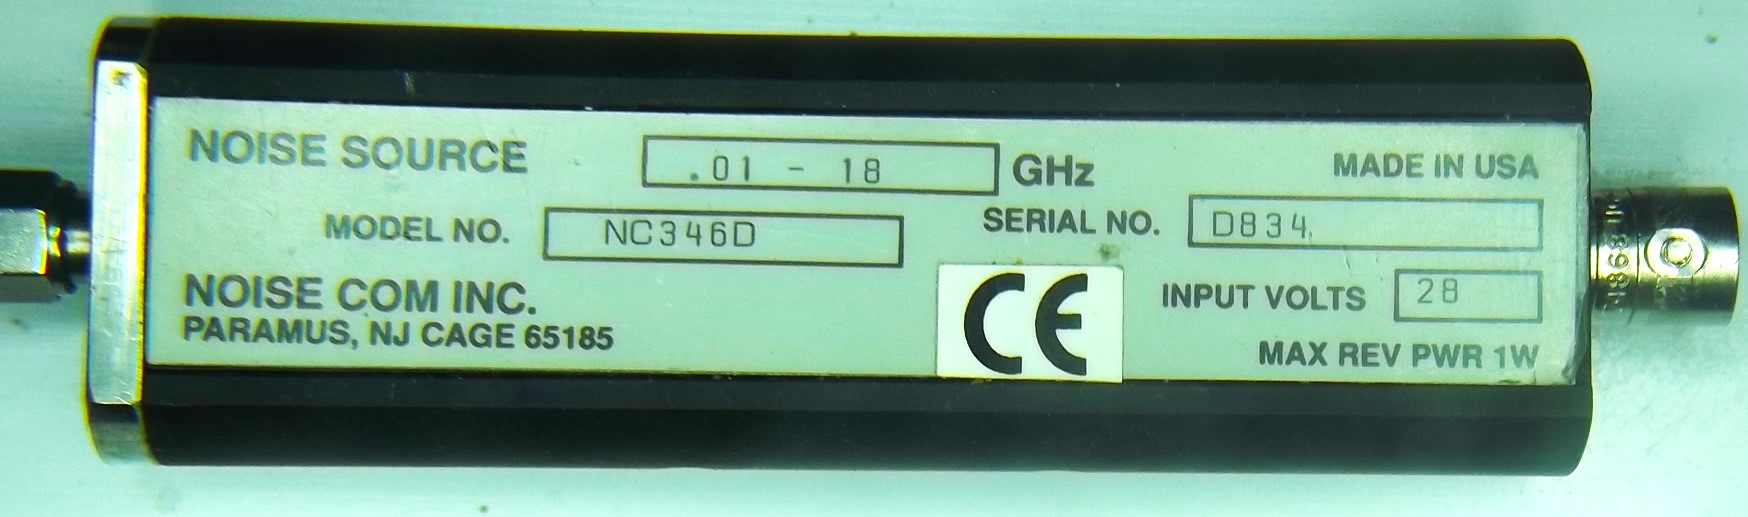 NOISE SOURCE .01 - 18 GHz MADE IN USA
MODEL NO. NC346D SERIAL NO. D834
NOISE COM INC. CE INPUT VOLTS 28
PARAMUS, NJ CAGE 65185 MAX REV PWR 1W